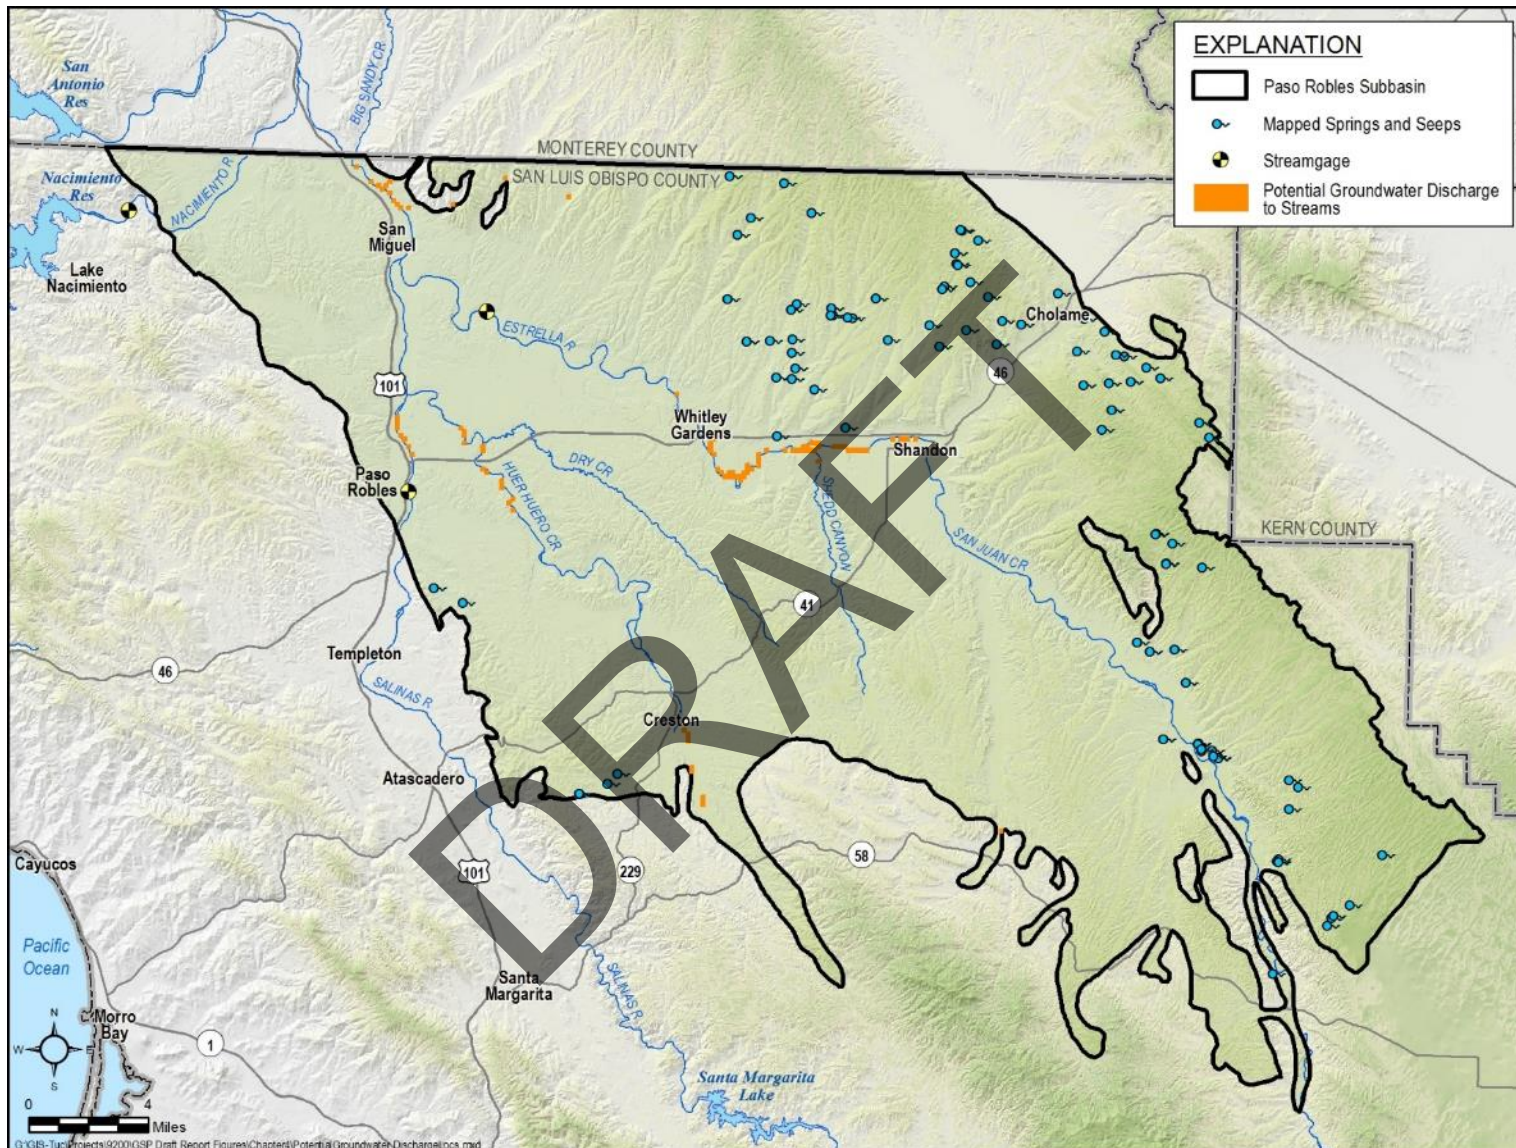 EXPLANATION
Paso Robles Subbasin
Mapped Springs and Seeps
Streamgage
Potential Groundwater Discharge
to Streams
San
Antonio
Res
BIG SANDY CR.
MONTEREY COUNTY
SAN LUIS OBISPO COUNTY
Nacimiento
Res
NACIMIENTO R.
San
Miguel
Lake
Nacimiento
Cholame
ESTRELLA R.
101
46
Whitley
Gardens
Shandon
Paso
Robles
DRY CR.
HUER HUERO CR.
SHEDD CANYON
SAN JUAN CR.
KERN COUNTY
41
Templeton
46
SALINAS R.
Creston
Atascadero
DRAFT
Cayucos
101
229
58
Pacific
Ocean
Santa
Margarita
SALINAS R.
Morro
Bay
1
N
W
E
S
Santa Margarita
Lake
0
4
Miles